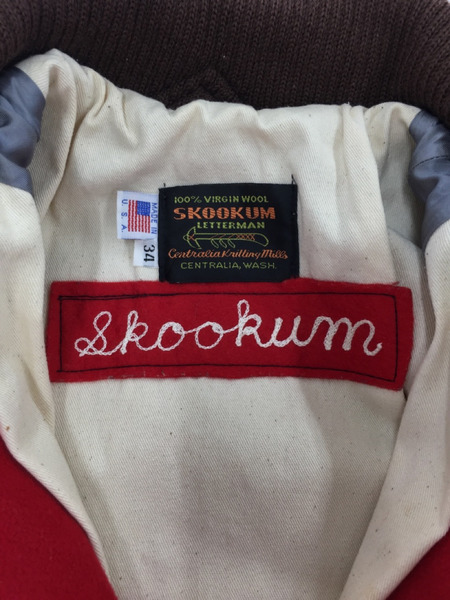 100% VIRGIN WOOL
SKOOKUM
LETTERMAN
Centralia Knitting Mills
CENTRALIA, WASH.
MADE IN
U S A
34
Skookum